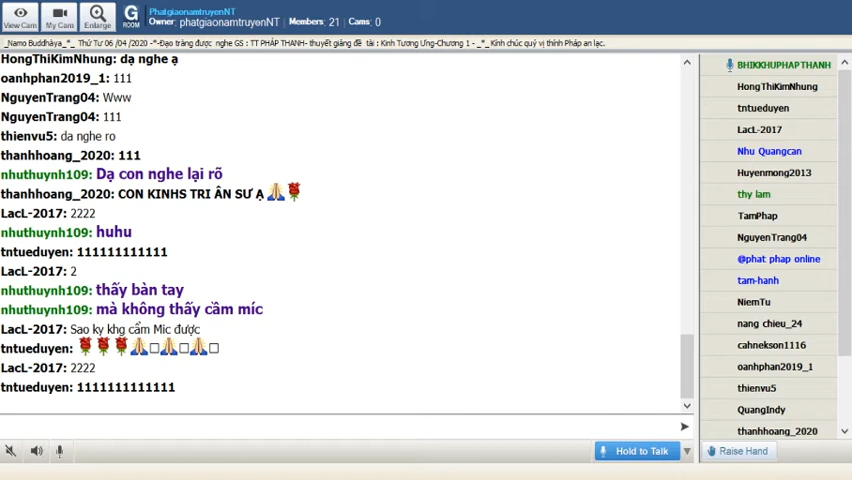 PhatgiaonamtruyenNT
Owner: phatgiaonamtruyenNT Members: 21 Cams: 0
View Cam My Cam Enlarge G ROOM
_Namo Buddhàya_*_ Thứ Tư 06 /04 /2020 -*-Đạo tràng được nghe GS : TT PHÁP THANH- thuyết giảng đề tài : Kinh Tương Ưng-Chương 1 - _*_ Kính chúc quý vị thính Pháp an lạc.
HongThiKimNhung: dạ nghe ạ
oanhphan2019_1: 111
NguyenTrang04: Www
NguyenTrang04: 111
thienvu5: da nghe ro
thanhhoang_2020: 111
nhuthuynh109: Dạ con nghe lại rõ
thanhhoang_2020: CON KINHS TRI ÂN SƯ Ạ🙏🌹
LacL-2017: 2222
nhuthuynh109: huhu
tntueduyen: 111111111111
LacL-2017: 2
nhuthuynh109: thấy bàn tay
nhuthuynh109: mà không thấy cầm míc
LacL-2017: Sao ky khg cẩm Mic được
tntueduyen: 🌹🌹🌹🙏□🙏□🙏□
LacL-2017: 2222
tntueduyen: 1111111111111
Hold to Talk
BHIKKHUPHAPTHANH
HongThiKimNhung
tntueduyen
LacL-2017
Nhu Quangcan
Huyenmong2013
thy lam
TamPhap
NguyenTrang04
@phat phap online
tam-hanh
NiemTu
nang chieu_24
cahnekson1116
oanhphan2019_1
thienvu5
QuangIndy
thanhhoang_2020
Raise Hand